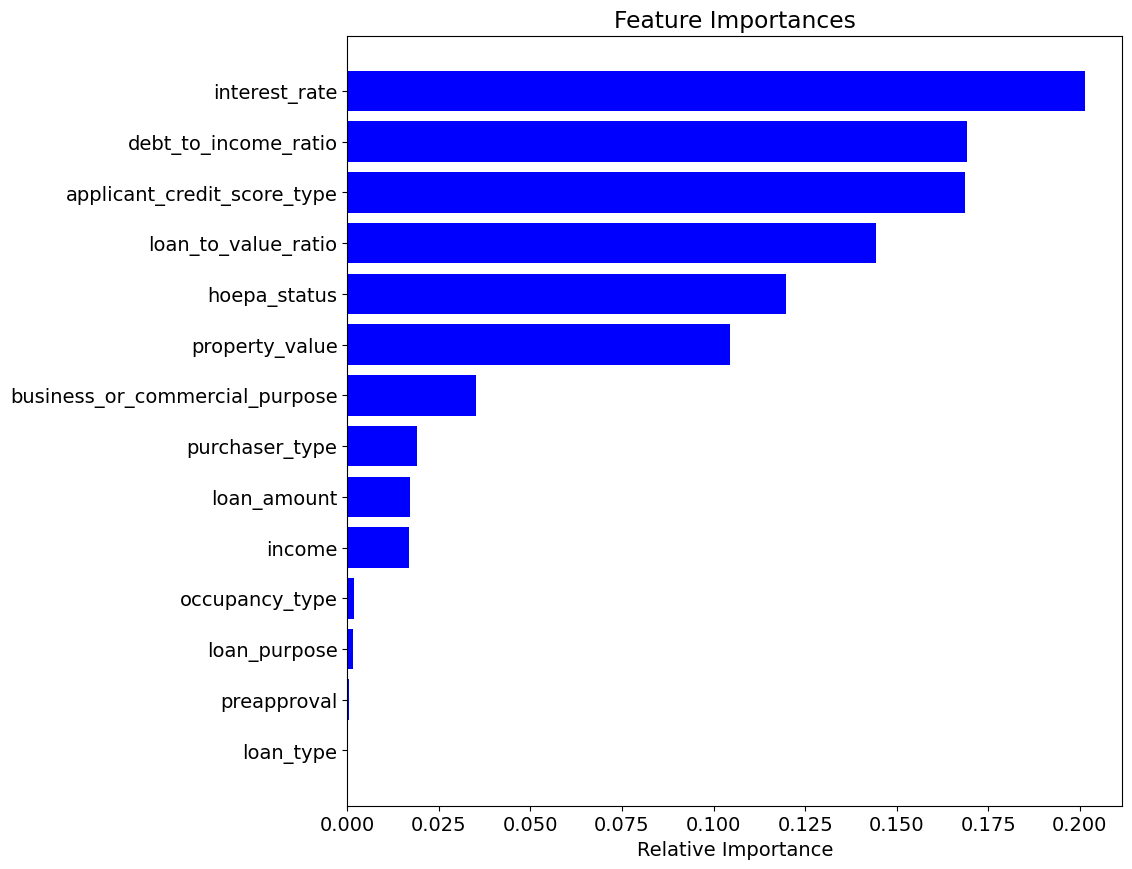 Feature Importances
interest_rate
debt_to_income_ratio
applicant_credit_score_type
loan_to_value_ratio
hoepa_status
property_value
business_or_commercial_purpose
purchaser_type
loan_amount
income
occupancy_type
loan_purpose
preapproval
loan_type
0.000 0.025 0.050 0.075 0.100 0.125 0.150 0.175 0.200
Relative Importance